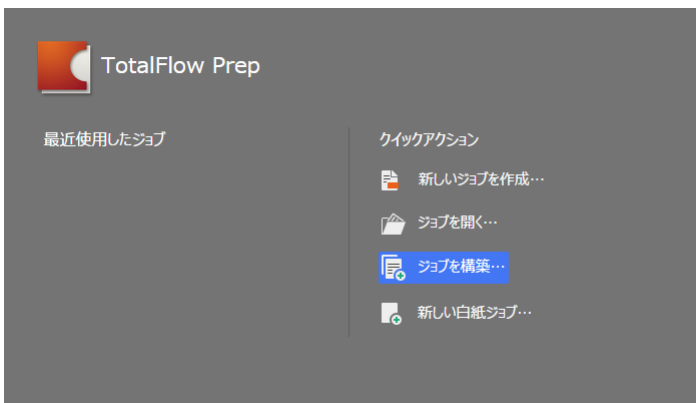 TotalFlow Prep
最近使用したジョブ
クイックアクション
新しいジョブを作成…
ジョブを開く…
ジョブを構築…
新しい白紙ジョブ…